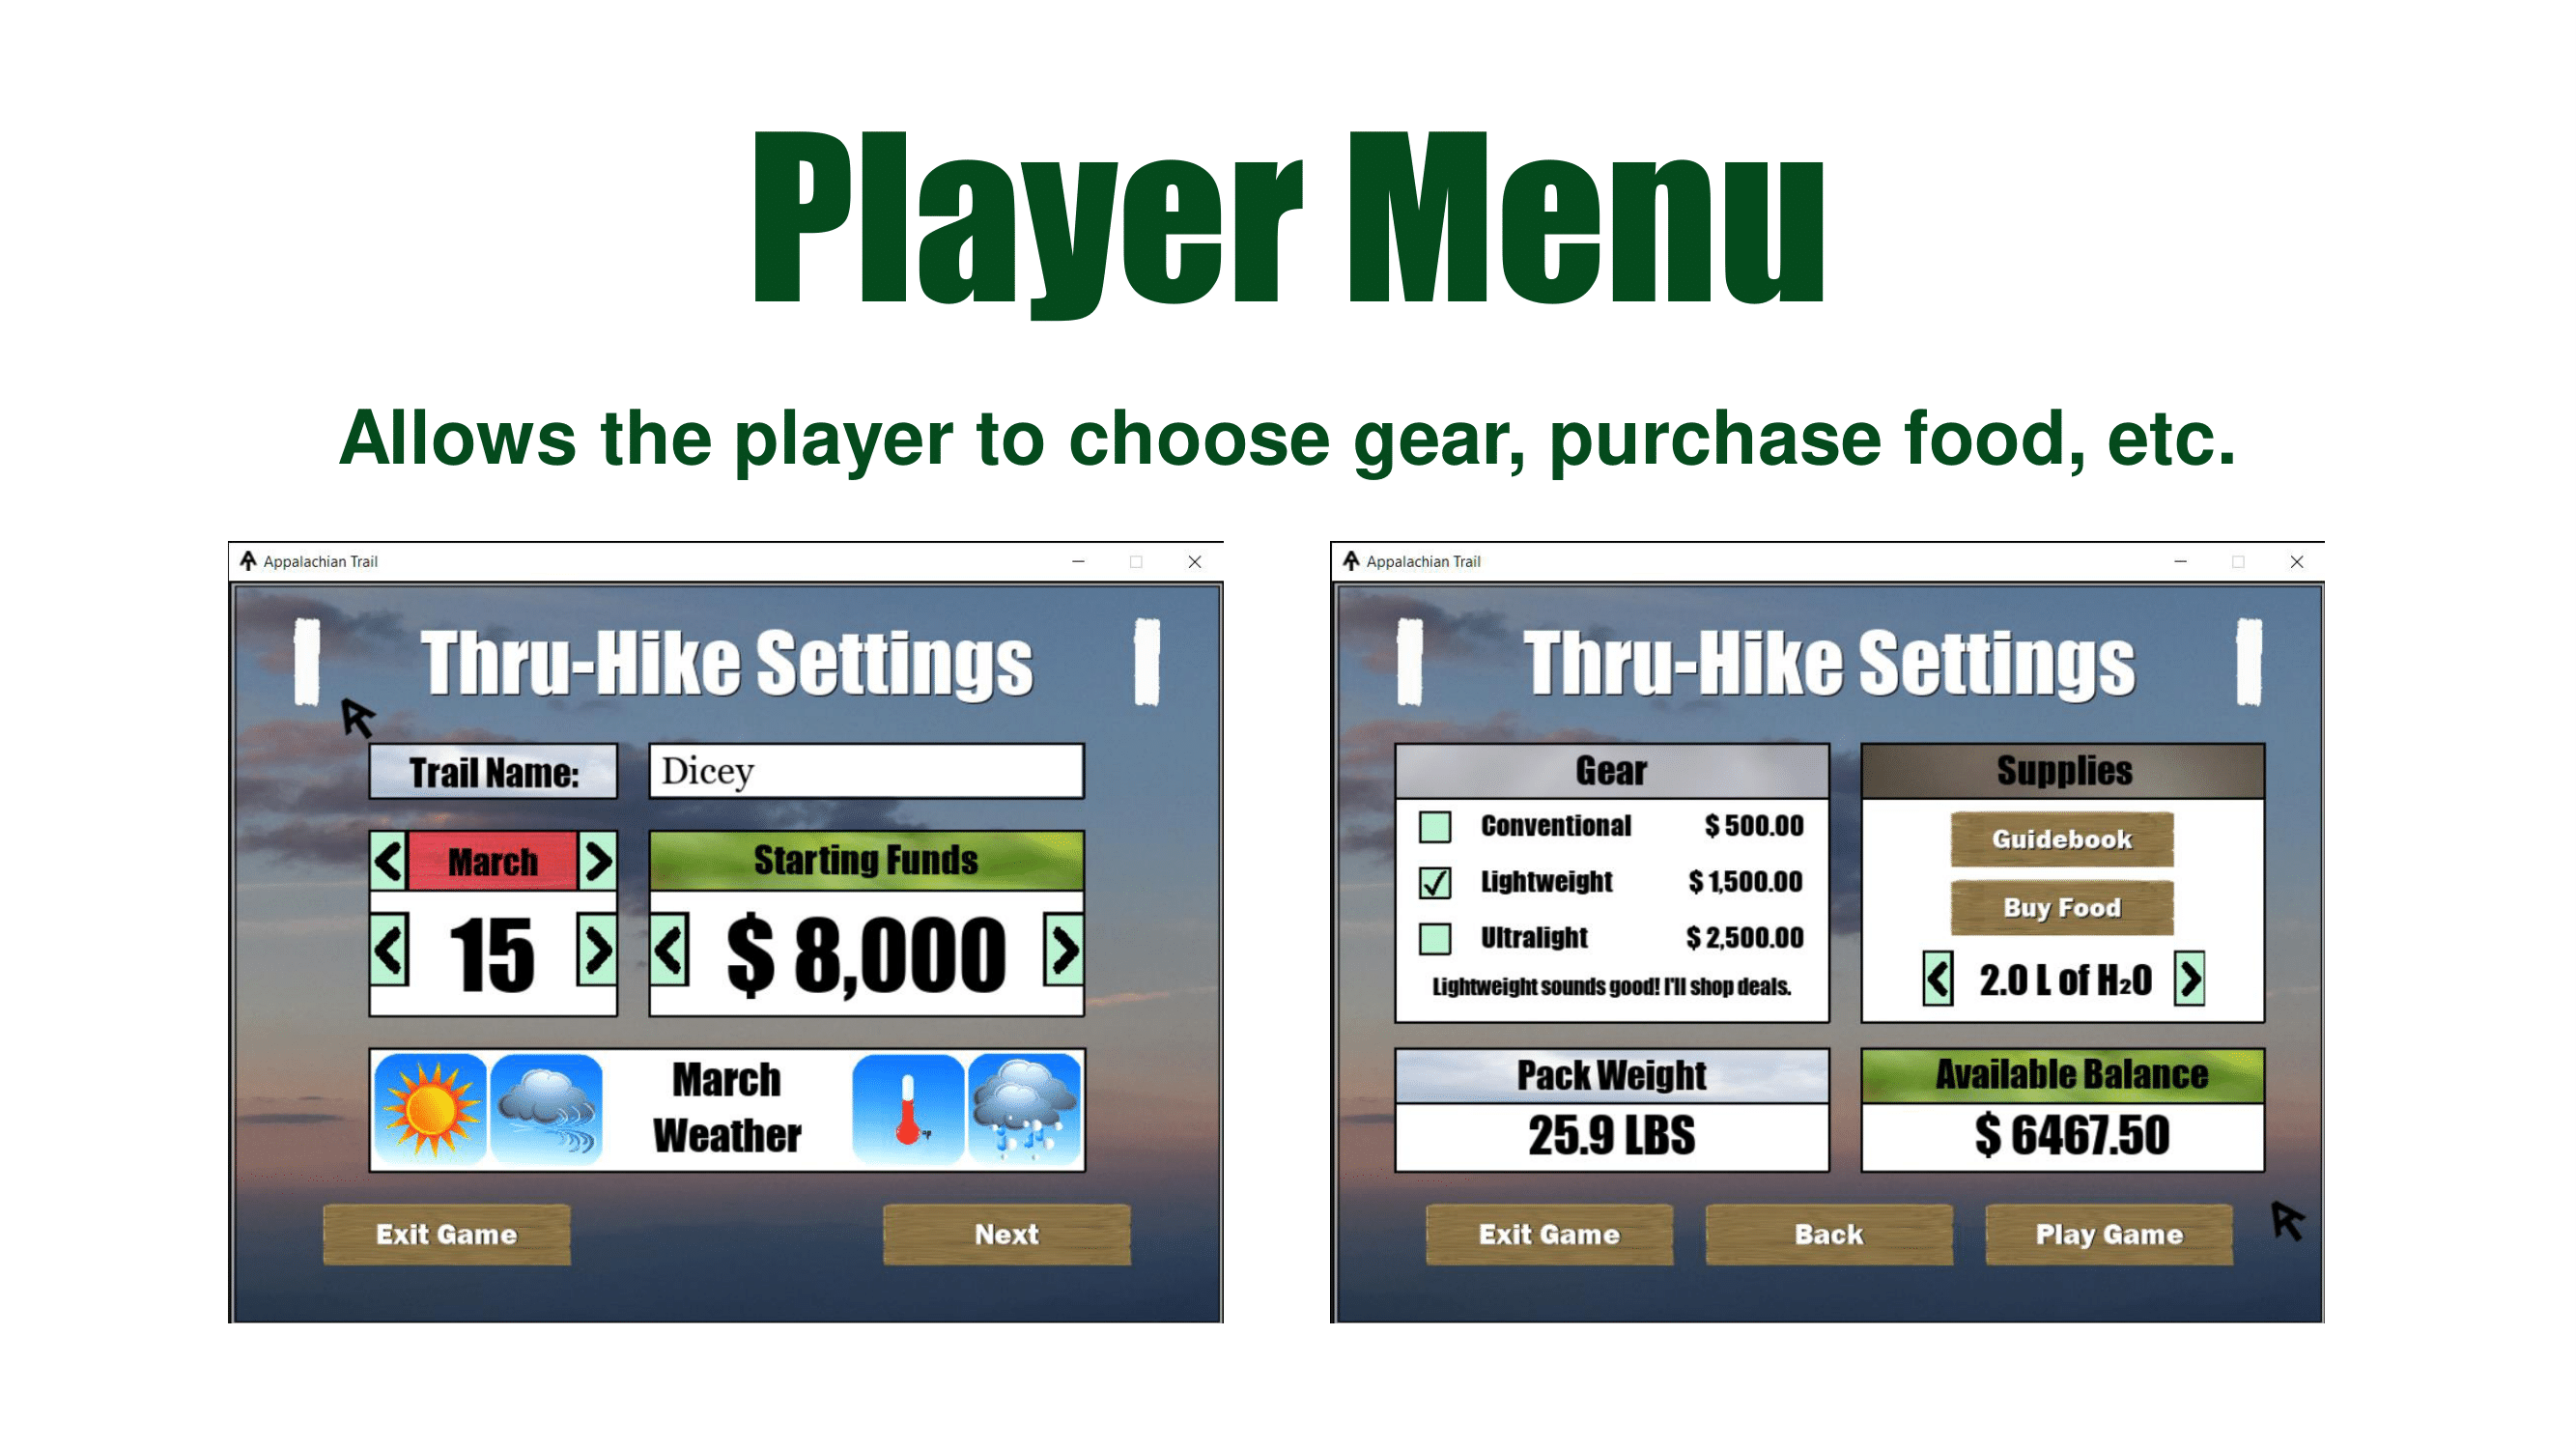 Player Menu
Allows the player to choose gear, purchase food, etc.
Appalachian Trail
Thru-Hike Settings
Trail Name:
Dicey
March
Starting Funds
15
$ 8,000
March
Weather
°F
Exit Game
Next
Appalachian Trail
Thru-Hike Settings
Gear
Conventional $ 500.00
Lightweight $ 1,500.00
Ultralight $ 2,500.00
Lightweight sounds good! I'll shop deals.
Supplies
Guidebook
Buy Food
2.0 L of H₂O
Pack Weight
25.9 LBS
Available Balance
$ 6467.50
Exit Game
Back
Play Game